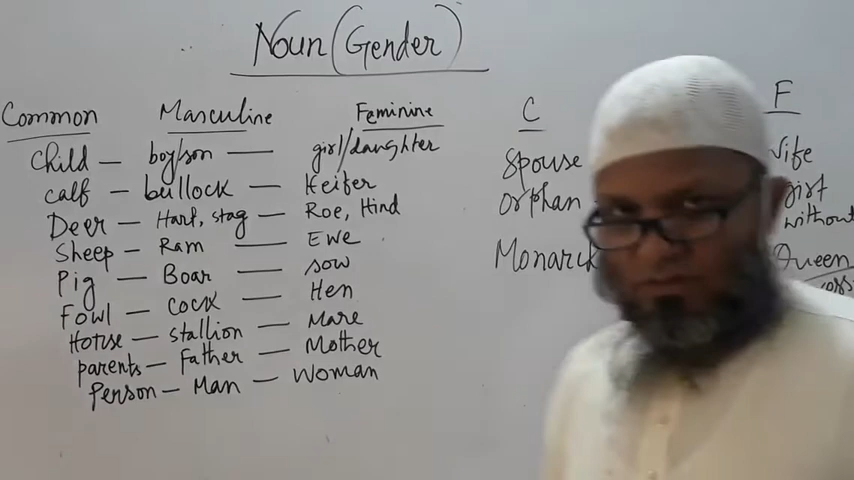 Noun (Gender)
Common Masculine Feminine
Child — boy/son — girl/daughter
calf — bullock — Heifer
Deer — Hart, stag — Roe, Hind
Sheep — Ram — EWe
Pig — Boar — sow
Fowl — cock — Hen
Horse — stallion — Mare
parents — Father — Mother
Person — Man — Woman
C F
Spouse
orphan
without
Monarch Queen